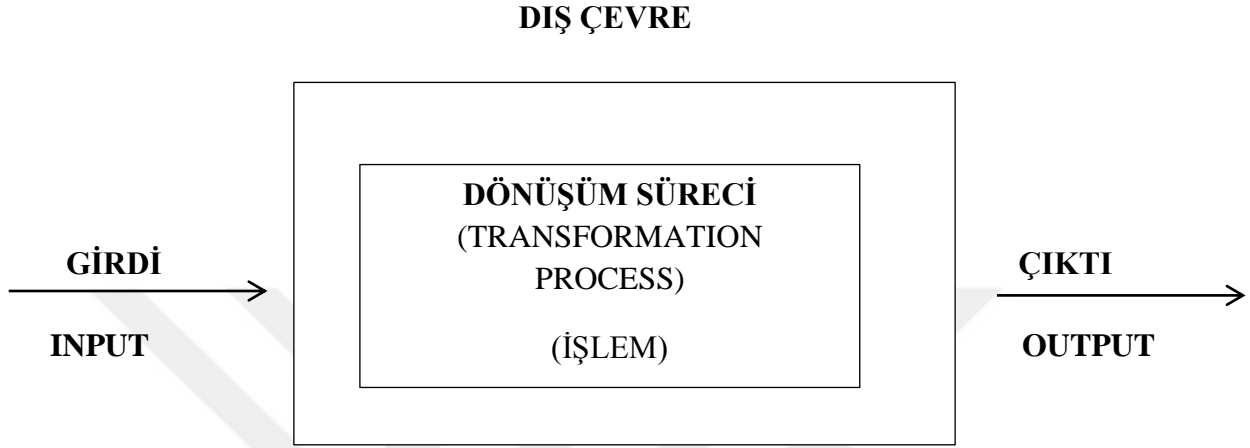 DIŞ ÇEVRE
DÖNÜŞÜM SÜRECİ
(TRANSFORMATION
PROCESS)
(İŞLEM)
GİRDİ
INPUT
ÇIKTI
OUTPUT